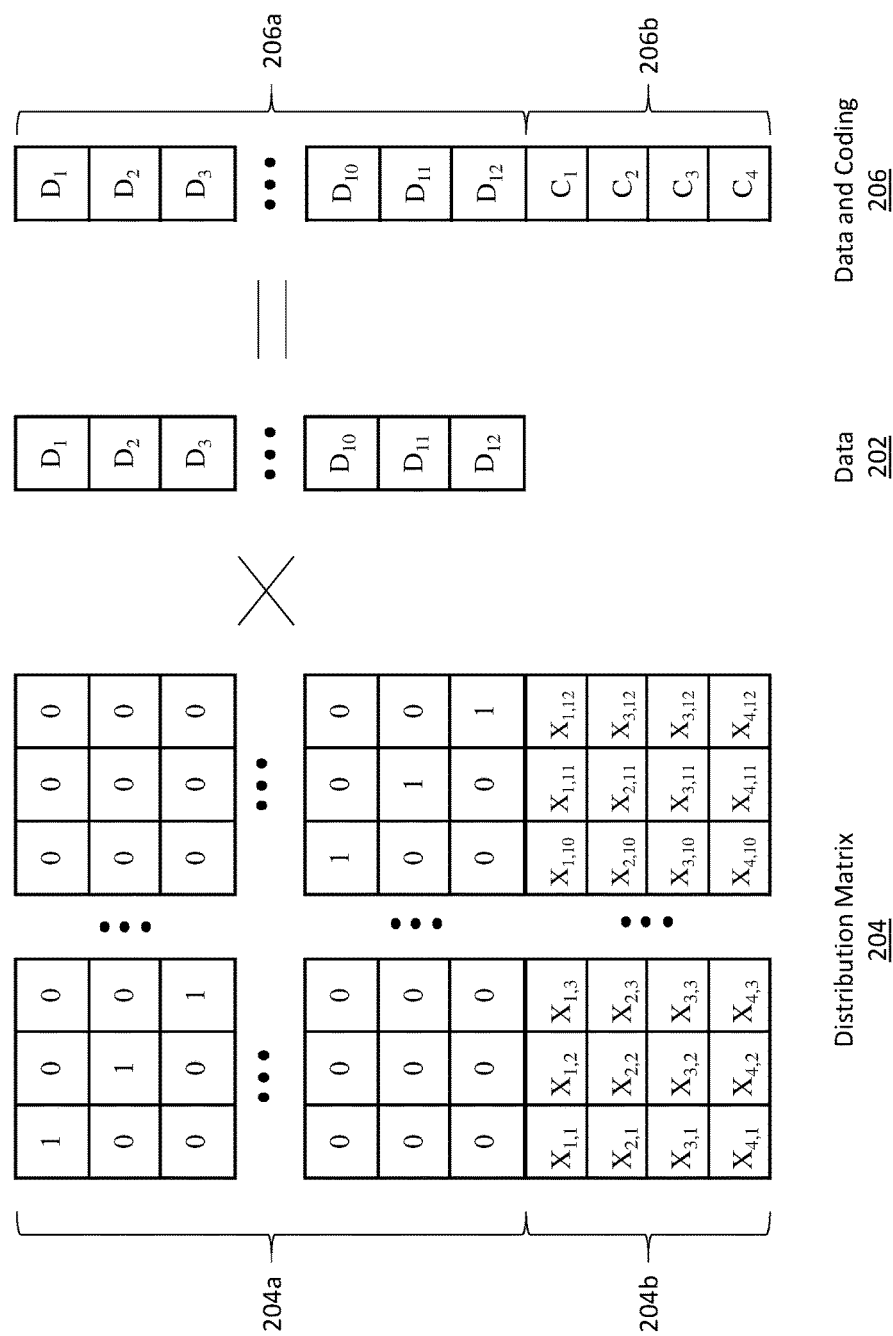 1 0 0 ••• 0 0 0
0 1 0 0 0 0
0 0 1 0 0 0
••• •••
0 0 0 ••• 1 0 0
0 0 0 0 1 0
0 0 0 0 0 1
X1,1 X1,2 X1,3 ••• X1,10 X1,11 X1,12
X2,1 X2,2 X2,3 X2,10 X2,11 X3,12
X3,1 X3,2 X3,3 X3,10 X3,11 X3,12
X4,1 X4,2 X4,3 X4,10 X4,11 X4,12
204a
204b
Distribution Matrix
204
×
D1
D2
D3
•••
D10
D11
D12
Data
202
=
D1
D2
D3
•••
D10
D11
D12
C1
C2
C3
C4
206a
206b
Data and Coding
206